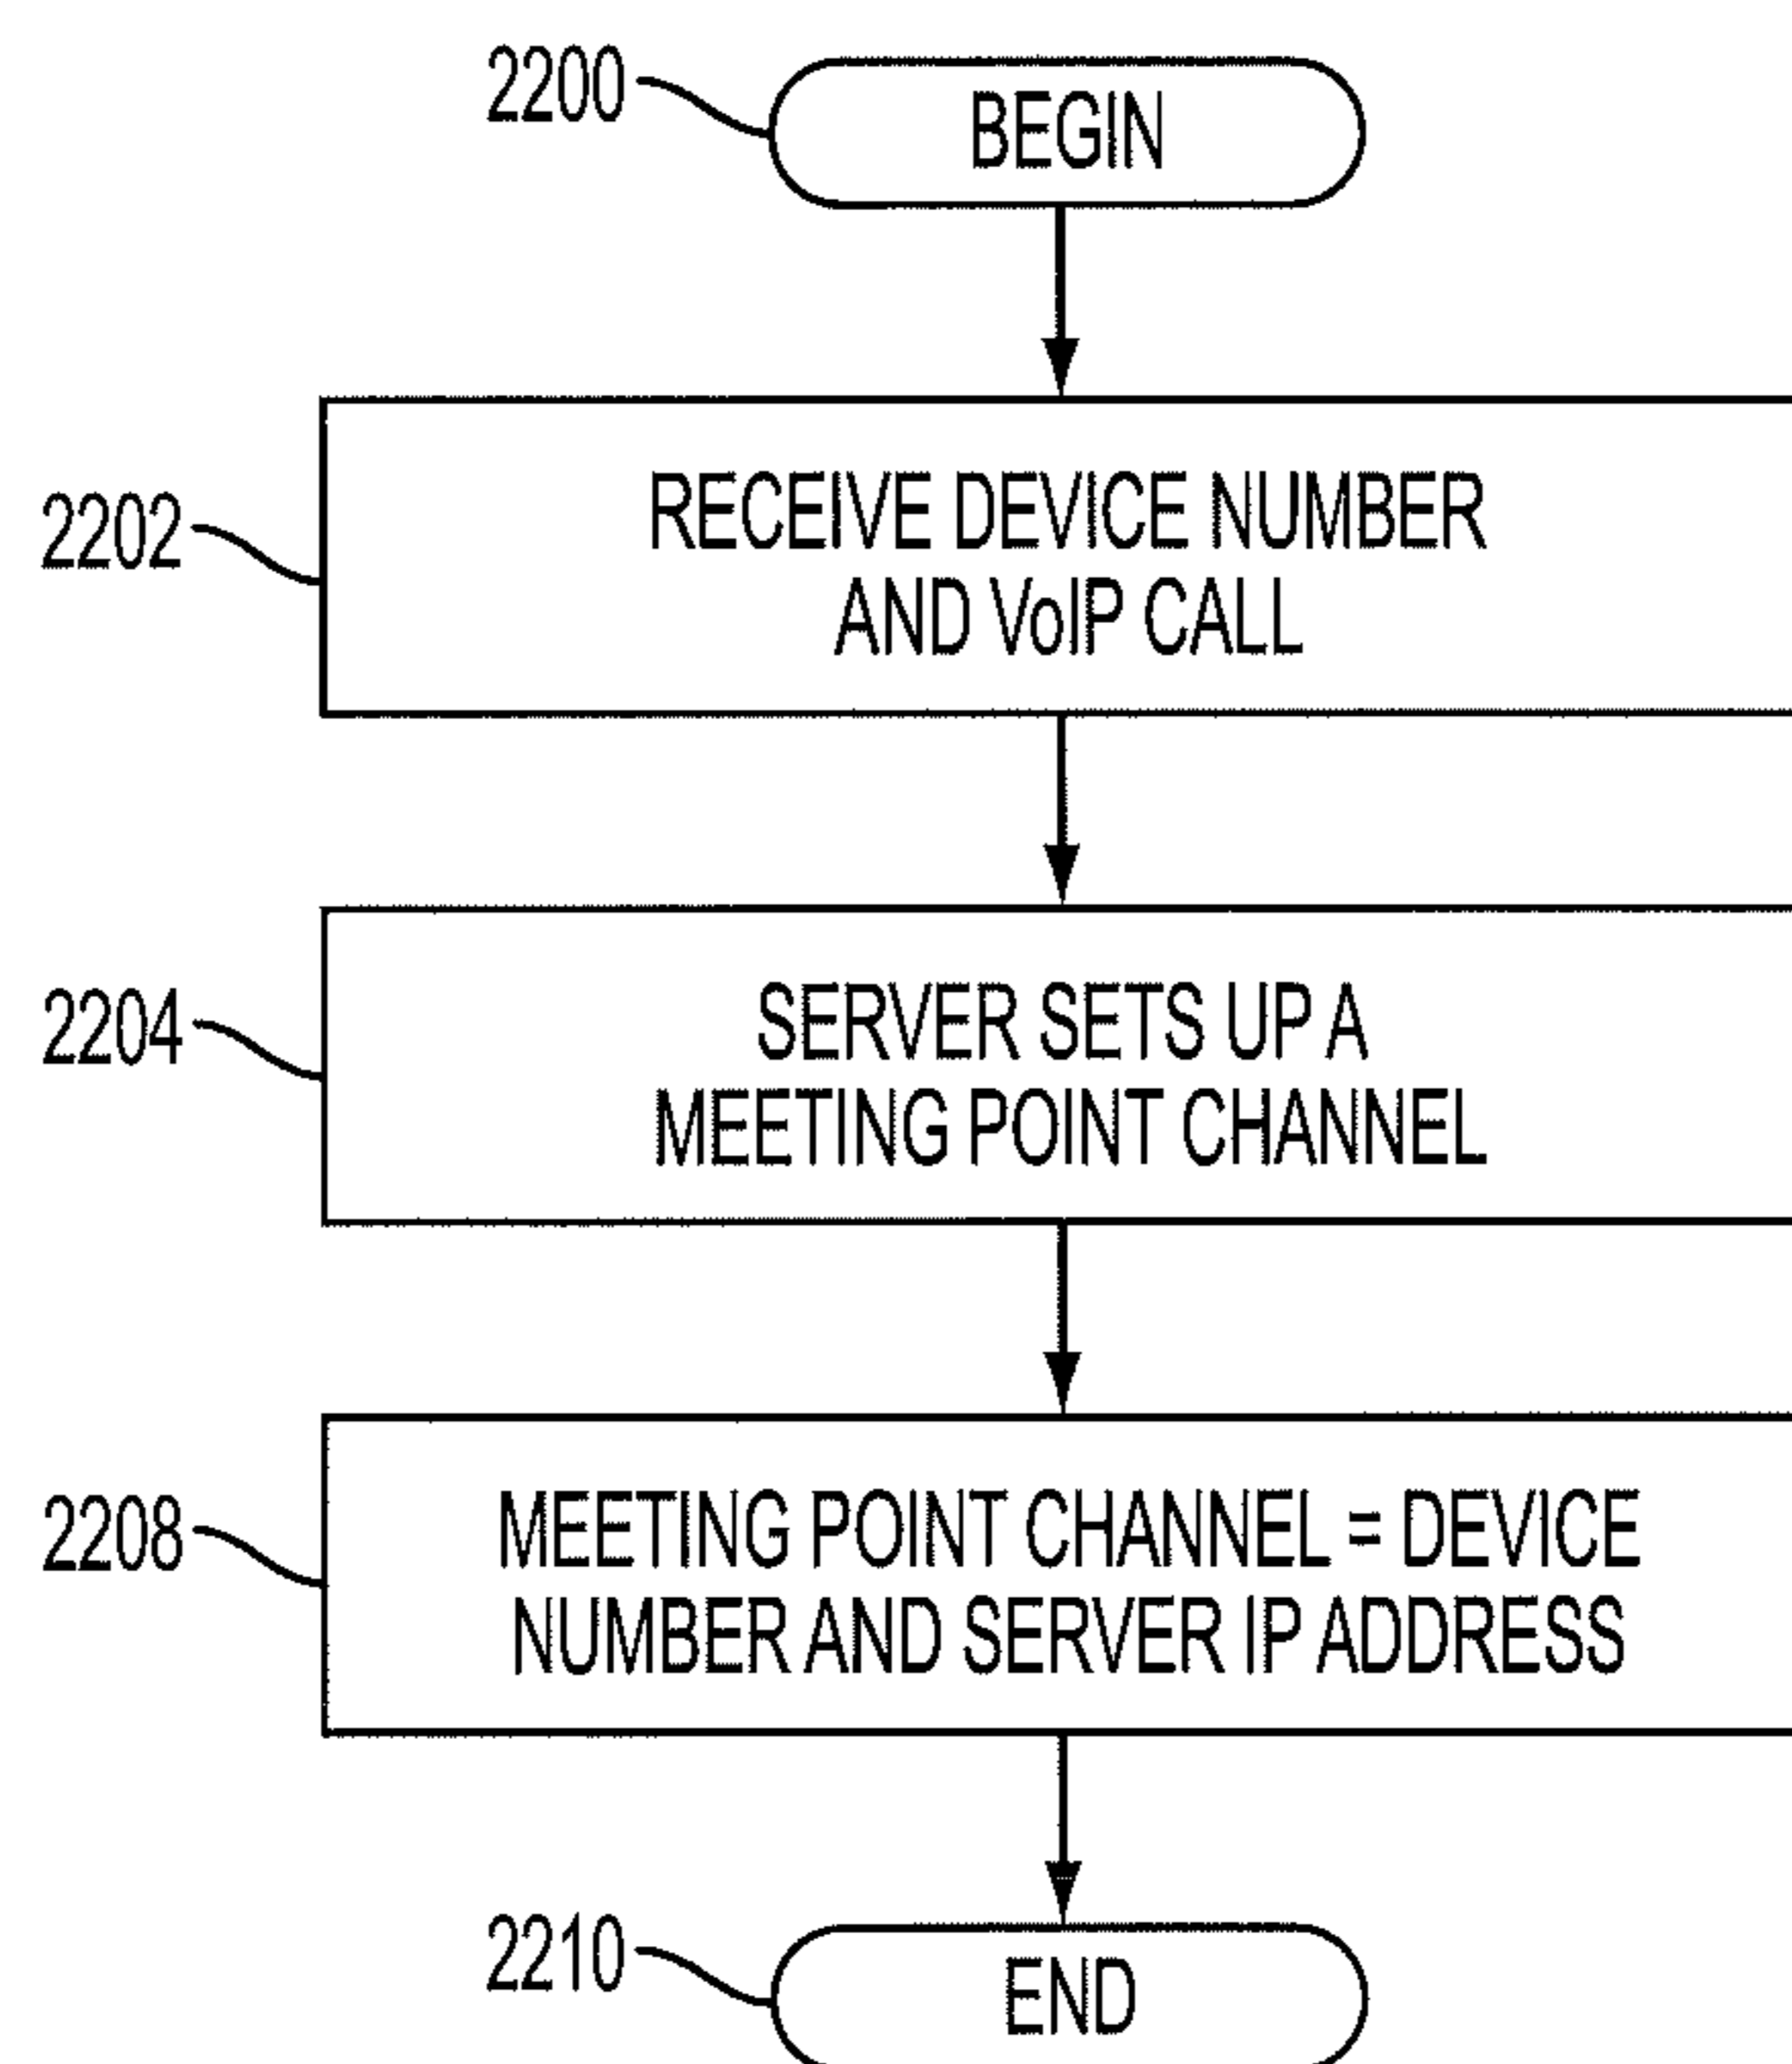 2200
BEGIN
2202
RECEIVE DEVICE NUMBER
AND VoIP CALL
2204
SERVER SETS UP A
MEETING POINT CHANNEL
2208
MEETING POINT CHANNEL = DEVICE
NUMBER AND SERVER IP ADDRESS
2210
END